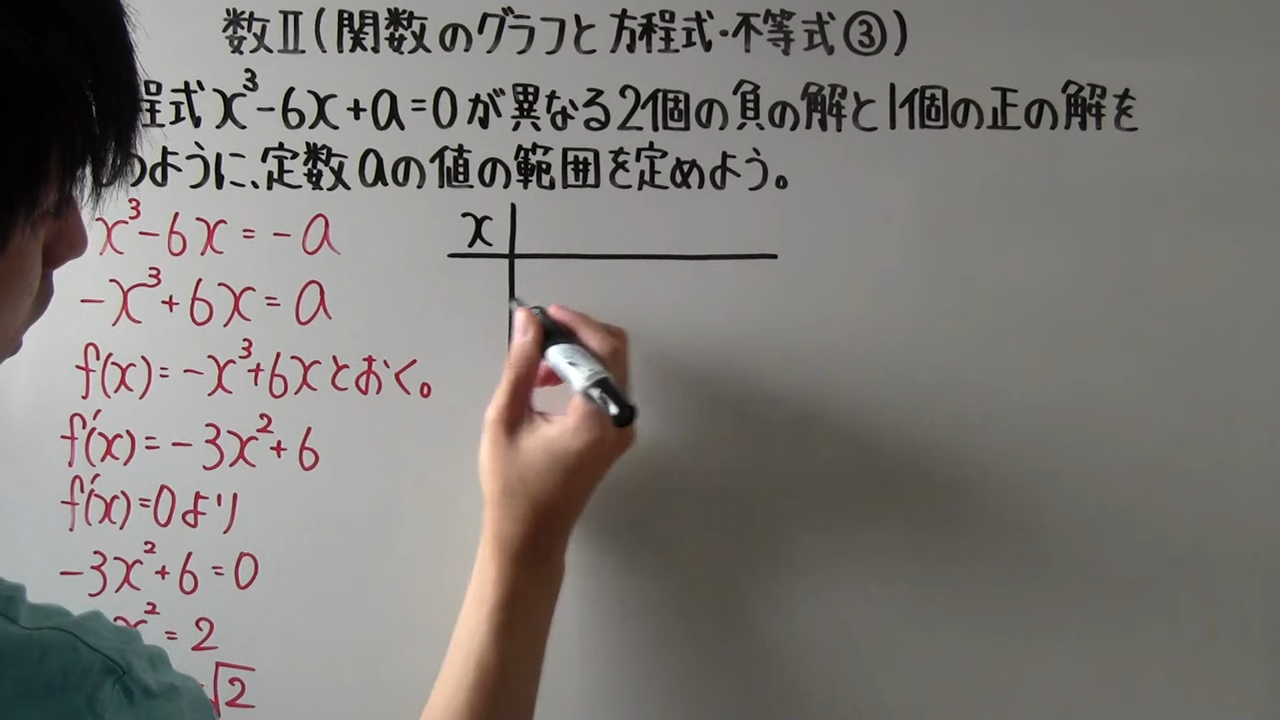 数Ⅱ(関数のグラフと方程式・不等式③)
程式x³-6x+a=0が異なる2個の負の解と1個の正の解を
ように、定数aの値の範囲を定めよう。
x³-6x=-a
-x³+6x=a
f(x)=-x³+6xとおく。
f'(x)=-3x²+6
f'(x)=0より
-3x²+6=0
x²=2
√2
x